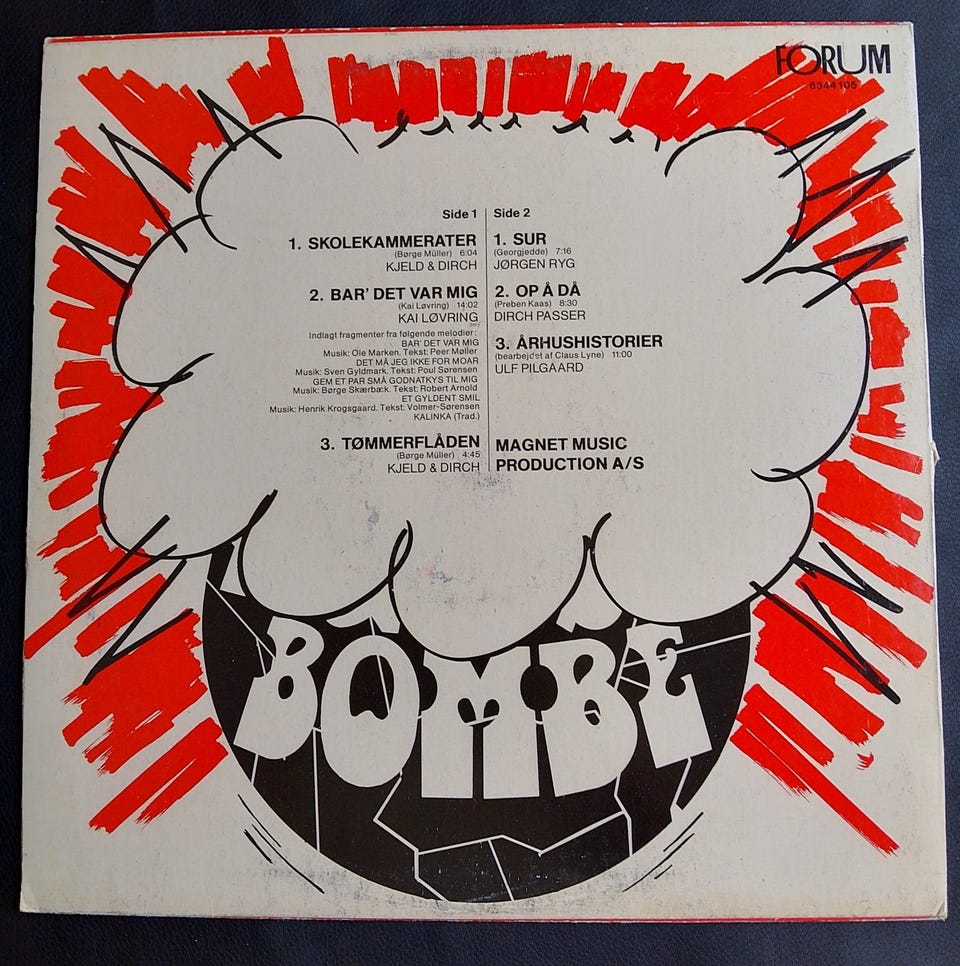 FORUM
6344 106
Side 1
1. SKOLEKAMMERATER
(Børge Müller) 6:04
KJELD & DIRCH
2. BAR' DET VAR MIG
(Kai Løvring) 14:02
KAI LØVRING
Indlagt fragmenter fra følgende melodier:
BAR' DET VAR MIG
Musik: Ole Marken. Tekst: Peer Møller
DET MÅ JEG IKKE FOR MOAR
Musik: Sven Gyldmark. Tekst: Poul Sørensen
GEM ET PAR SMÅ GODNATKYS TIL MIG
Musik: Børge Skærbæk. Tekst: Robert Arnold
ET GYLDENT SMIL
Musik: Henrik Krogsgaard. Tekst: Volmer-Sørensen
KALINKA (Trad.)
3. TØMMERFLÅDEN
(Børge Müller) 4:45
KJELD & DIRCH
Side 2
1. SUR
(Georgjedde) 7:16
JØRGEN RYG
2. OP Å DÅ
(Preben Kaas) 8:30
DIRCH PASSER
3. ÅRHUSHISTORIER
(bearbejdet af Claus Lyne) 11:00
ULF PILGAARD
MAGNET MUSIC
PRODUCTION A/S
BOMBE